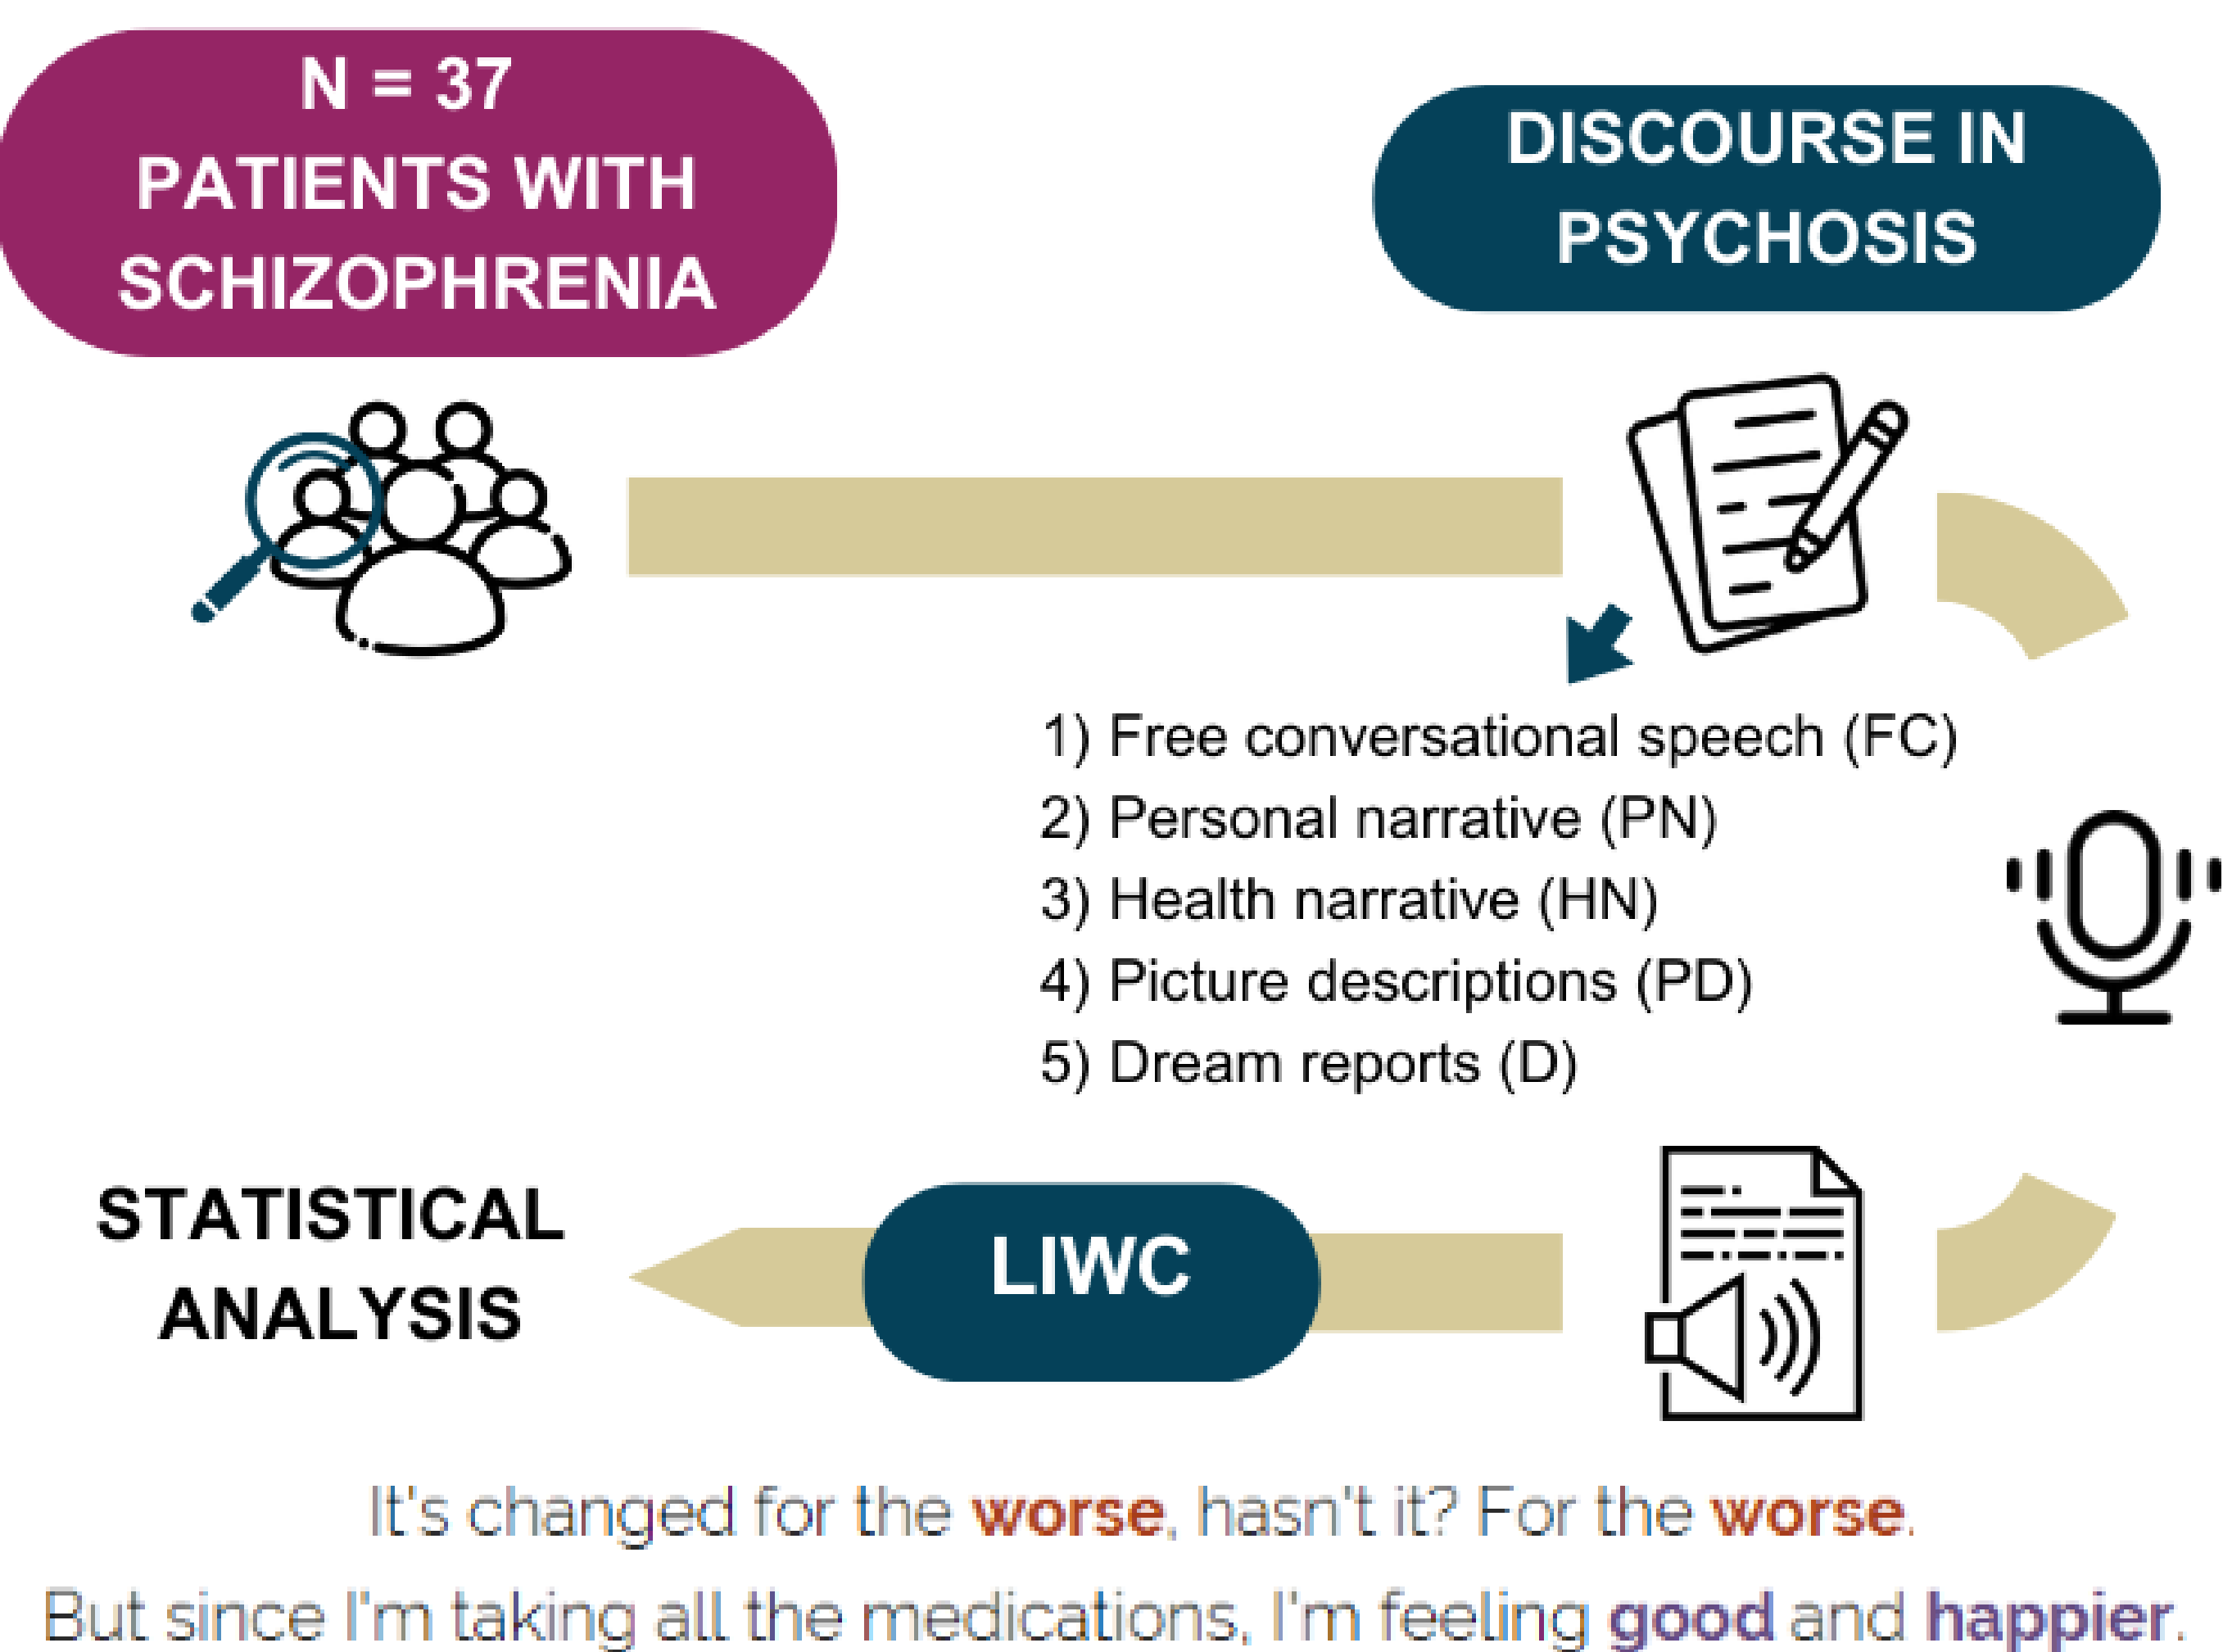 N = 37
PATIENTS WITH
SCHIZOPHRENIA
DISCOURSE IN
PSYCHOSIS
1) Free conversational speech (FC)
2) Personal narrative (PN)
3) Health narrative (HN)
4) Picture descriptions (PD)
5) Dream reports (D)
STATISTICAL
ANALYSIS
LIWC
It's changed for the worse, hasn't it? For the worse.
But since I'm taking all the medications, I'm feeling good and happier.